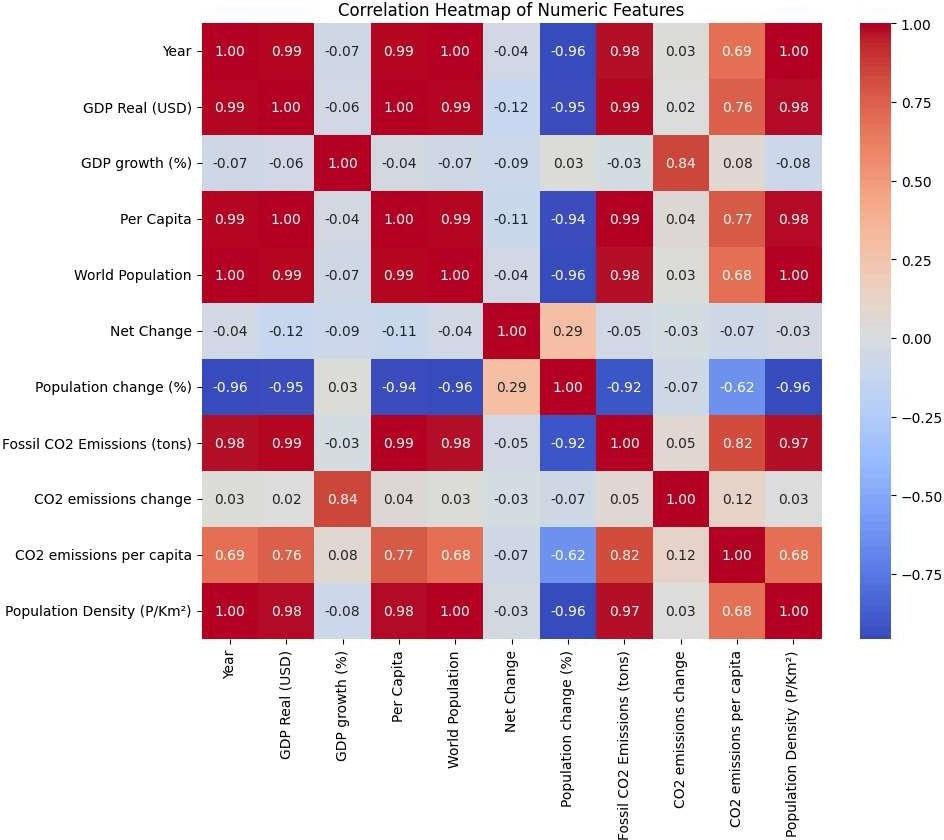 Correlation Heatmap of Numeric Features
Year 1.00 0.99 -0.07 0.99 1.00 -0.04 -0.96 0.98 0.03 0.69 1.00
GDP Real (USD) 0.99 1.00 -0.06 1.00 0.99 -0.12 -0.95 0.99 0.02 0.76 0.98
GDP growth (%) -0.07 -0.06 1.00 -0.04 -0.07 -0.09 0.03 -0.03 0.84 0.08 -0.08
Per Capita 0.99 1.00 -0.04 1.00 0.99 -0.11 -0.94 0.99 0.04 0.77 0.98
World Population 1.00 0.99 -0.07 0.99 1.00 -0.04 -0.96 0.98 0.03 0.68 1.00
Net Change -0.04 -0.12 -0.09 -0.11 -0.04 1.00 0.29 -0.05 -0.03 -0.07 -0.03
Population change (%) -0.96 -0.95 0.03 -0.94 -0.96 0.29 1.00 -0.92 -0.07 -0.62 -0.96
Fossil CO2 Emissions (tons) 0.98 0.99 -0.03 0.99 0.98 -0.05 -0.92 1.00 0.05 0.82 0.97
CO2 emissions change 0.03 0.02 0.84 0.04 0.03 -0.03 -0.07 0.05 1.00 0.12 0.03
CO2 emissions per capita 0.69 0.76 0.08 0.77 0.68 -0.07 -0.62 0.82 0.12 1.00 0.68
Population Density (P/Km²) 1.00 0.98 -0.08 0.98 1.00 -0.03 -0.96 0.97 0.03 0.68 1.00
Year
GDP Real (USD)
GDP growth (%)
Per Capita
World Population
Net Change
Population change (%)
Fossil CO2 Emissions (tons)
CO2 emissions change
CO2 emissions per capita
Population Density (P/Km²)
1.00
0.75
0.50
0.25
0.00
−0.25
−0.50
−0.75